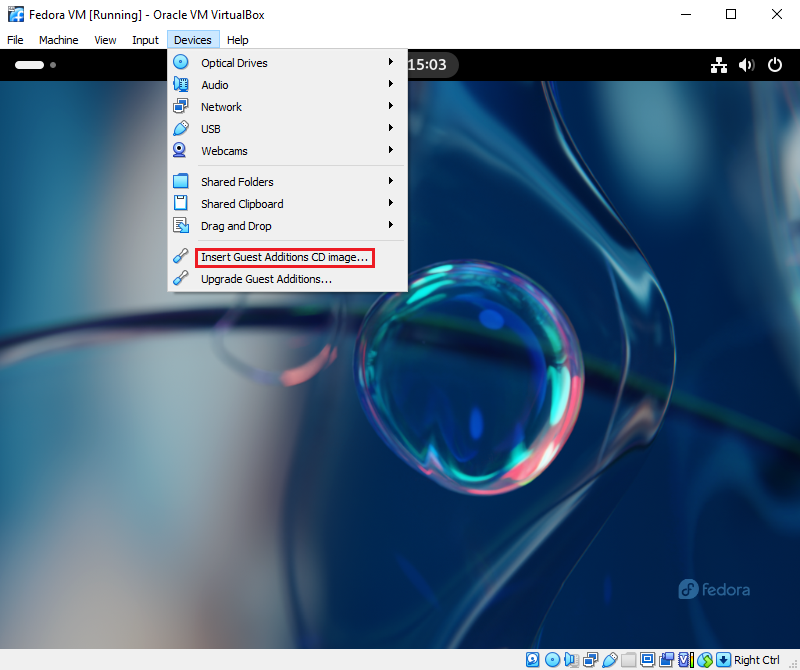 Fedora VM [Running] - Oracle VM VirtualBox
File Machine View Input Devices Help
15:03
Optical Drives
Audio
Network
USB
Webcams
Shared Folders
Shared Clipboard
Drag and Drop
Insert Guest Additions CD image...
Upgrade Guest Additions...
fedora
Right Ctrl